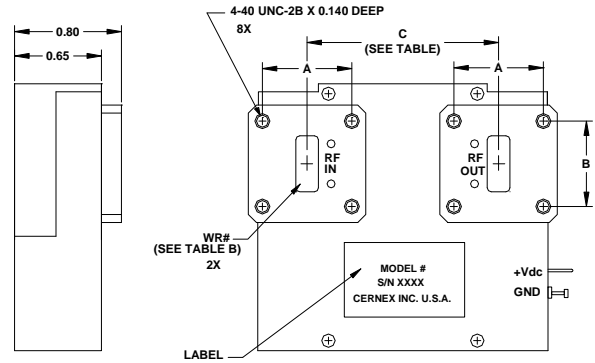 4-40 UNC-2B X 0.140 DEEP
8X
0.80
0.65
C
(SEE TABLE)
A
A
B
RF
IN
RF
OUT
WR#
(SEE TABLE B)
2X
MODEL #
S/N XXXX
CERNEX INC. U.S.A.
+Vdc
GND
LABEL